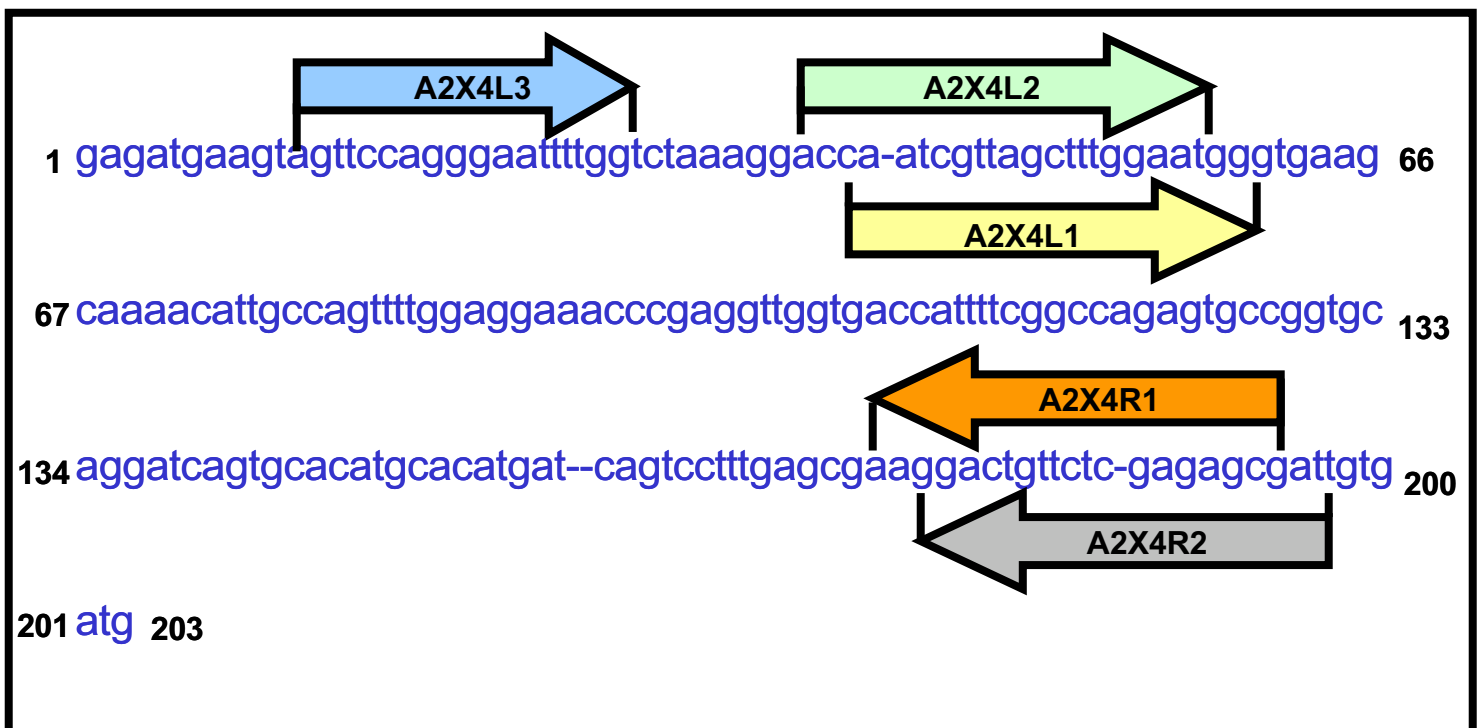 A2X4L3 A2X4L2
1 gagatgaagtagttccagggaattttggtctaaaggacca-atcgttagctttggaatgggtgaag 66
A2X4L1
67 caaaacattgccagttttggaggaaacccgaggttggtgaccattttcggccagagtgccggtgc 133
A2X4R1
134 aggatcagtgcacatgcacatgat--cagtcctttgagcgaaggactgttctc-gagagcgattgtg 200
A2X4R2
201 atg 203